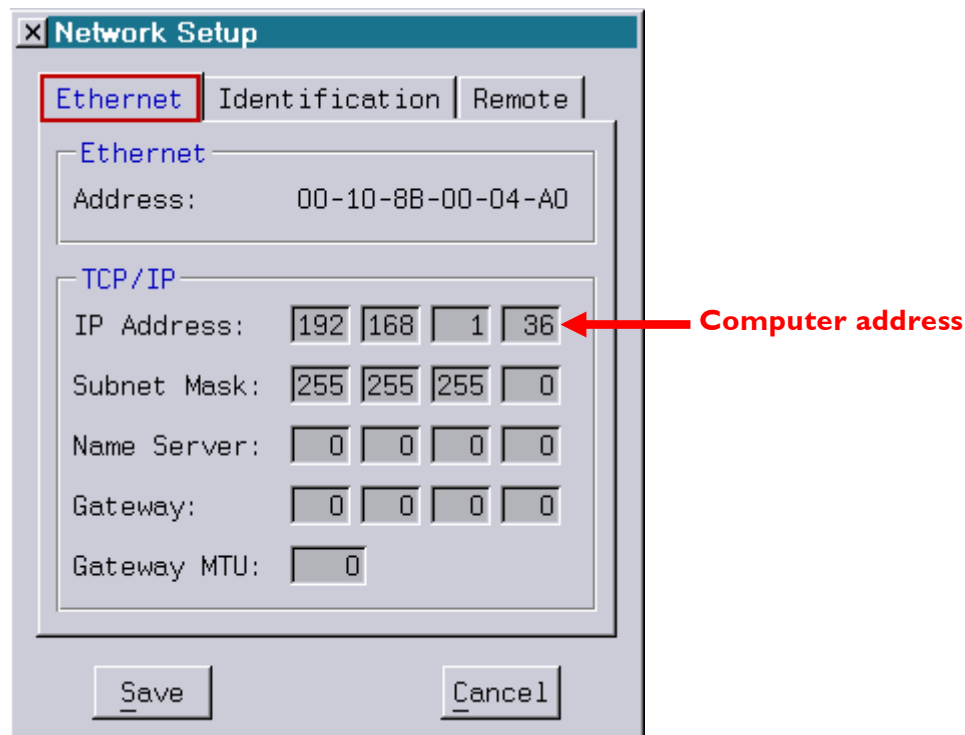 Network Setup
Ethernet Identification Remote
Ethernet
Address: 00-10-8B-00-04-A0
TCP/IP
IP Address: 192 168 1 36 Computer address
Subnet Mask: 255 255 255 0
Name Server: 0 0 0 0
Gateway: 0 0 0 0
Gateway MTU: 0
Save Cancel